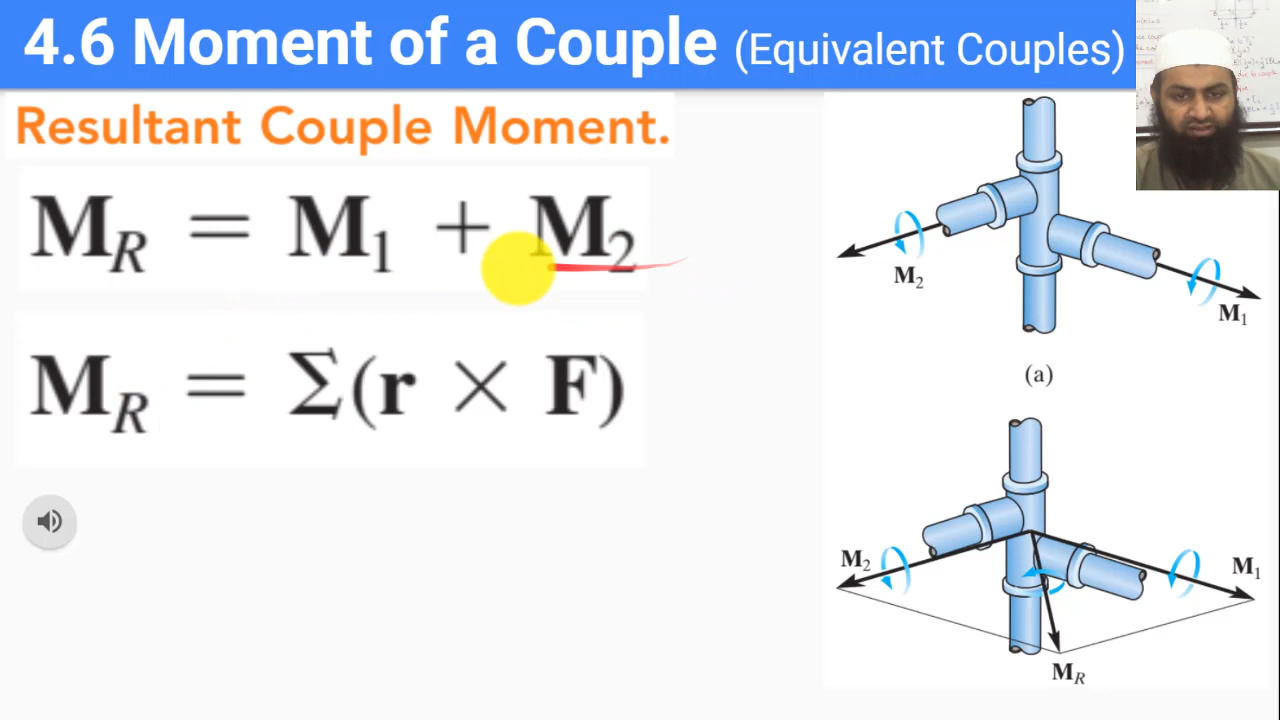 4.6 Moment of a Couple (Equivalent Couples)
Resultant Couple Moment.
M_R = M_1 + M_2
M_R = Σ(r × F)
M_2
M_1
(a)
M_2
M_1
M_R